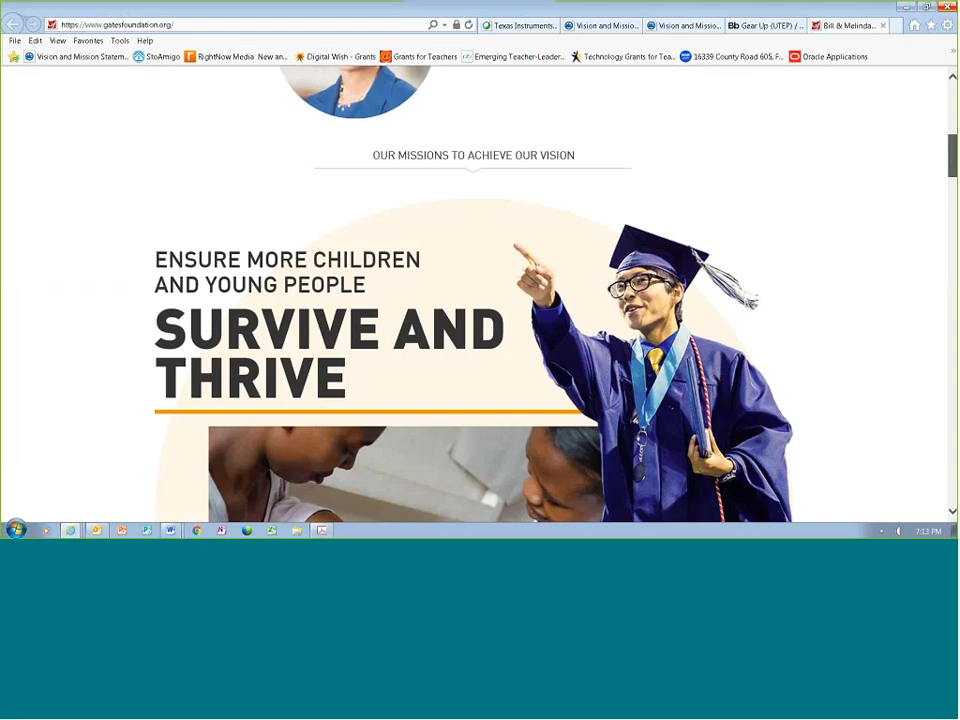 https://www.gatesfoundation.org/
Texas Instruments...
Vision and Missio...
Vision and Missio...
Bb Gear Up (UTEP) / ...
Bill & Melinda...
File Edit View Favorites Tools Help
Vision and Mission Statem...
StoAmigo
RightNow Media New an...
Digital Wish - Grants
Grants for Teachers
Emerging Teacher-Leader...
Technology Grants for Tea...
16339 County Road 605, F...
Oracle Applications
OUR MISSIONS TO ACHIEVE OUR VISION
ENSURE MORE CHILDREN
AND YOUNG PEOPLE
SURVIVE AND
THRIVE
7:13 PM